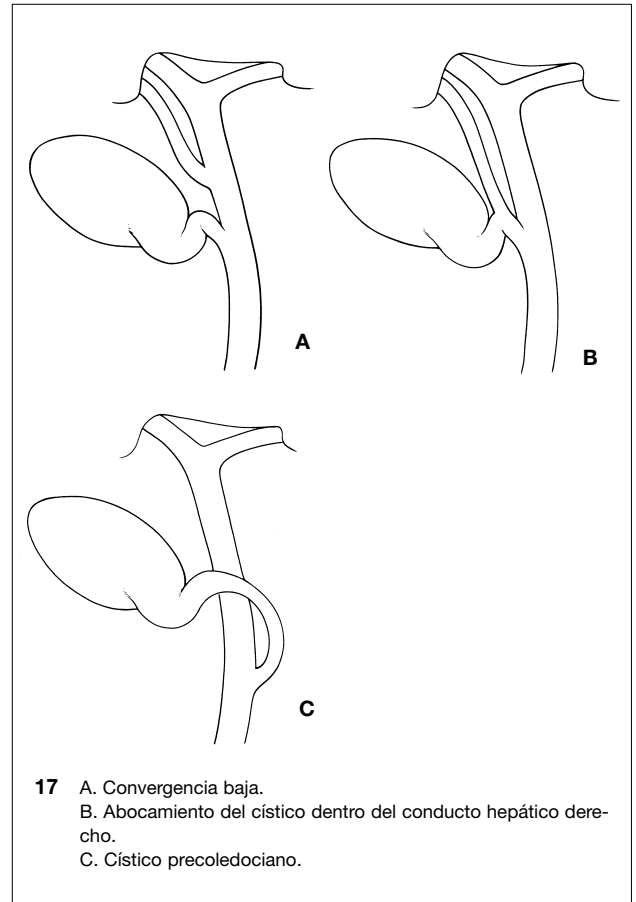 A
B
C
17 A. Convergencia baja.
B. Abocamiento del cístico dentro del conducto hepático dere-
cho.
C. Cístico precoledociano.